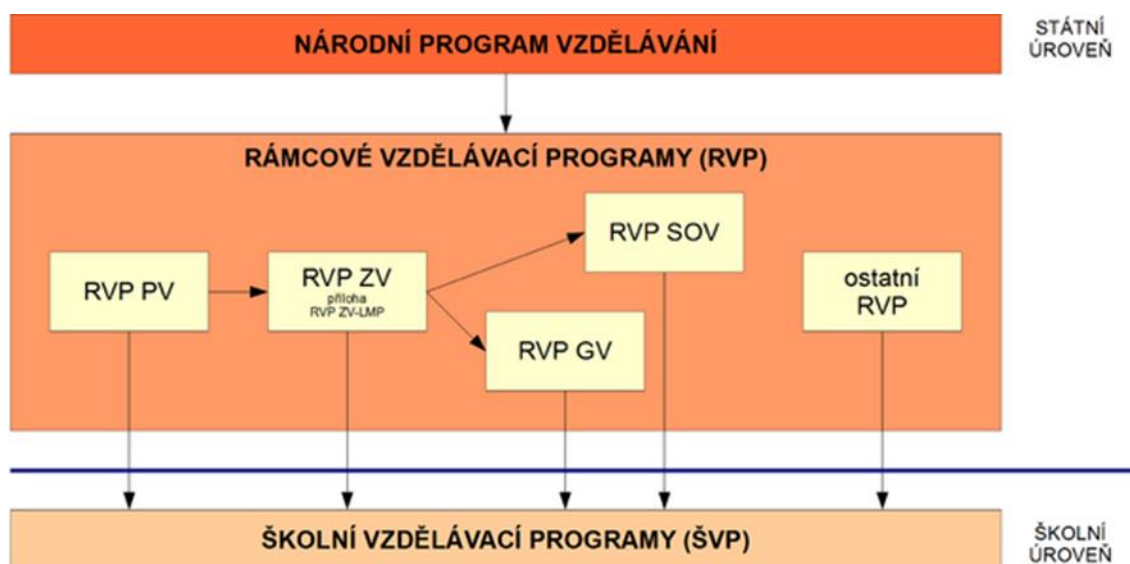 NÁRODNÍ PROGRAM VZDĚLÁVÁNÍ
STÁTNÍ
ÚROVEŇ
RÁMCOVÉ VZDĚLÁVACÍ PROGRAMY (RVP)
RVP SOV
RVP PV
RVP ZV
příloha
RVP ZV-LMP
ostatní
RVP
RVP GV
ŠKOLNÍ VZDĚLÁVACÍ PROGRAMY (ŠVP)
ŠKOLNÍ
ÚROVEŇ